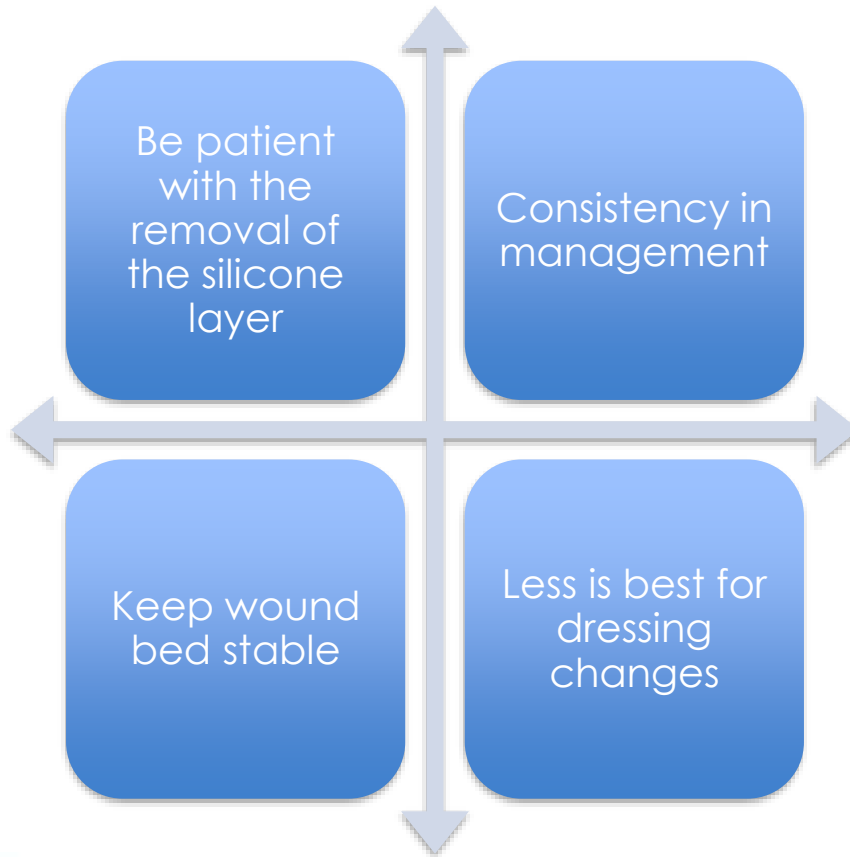 Be patient
with the
removal of
the silicone
layer
Consistency in
management
Keep wound
bed stable
Less is best for
dressing
changes